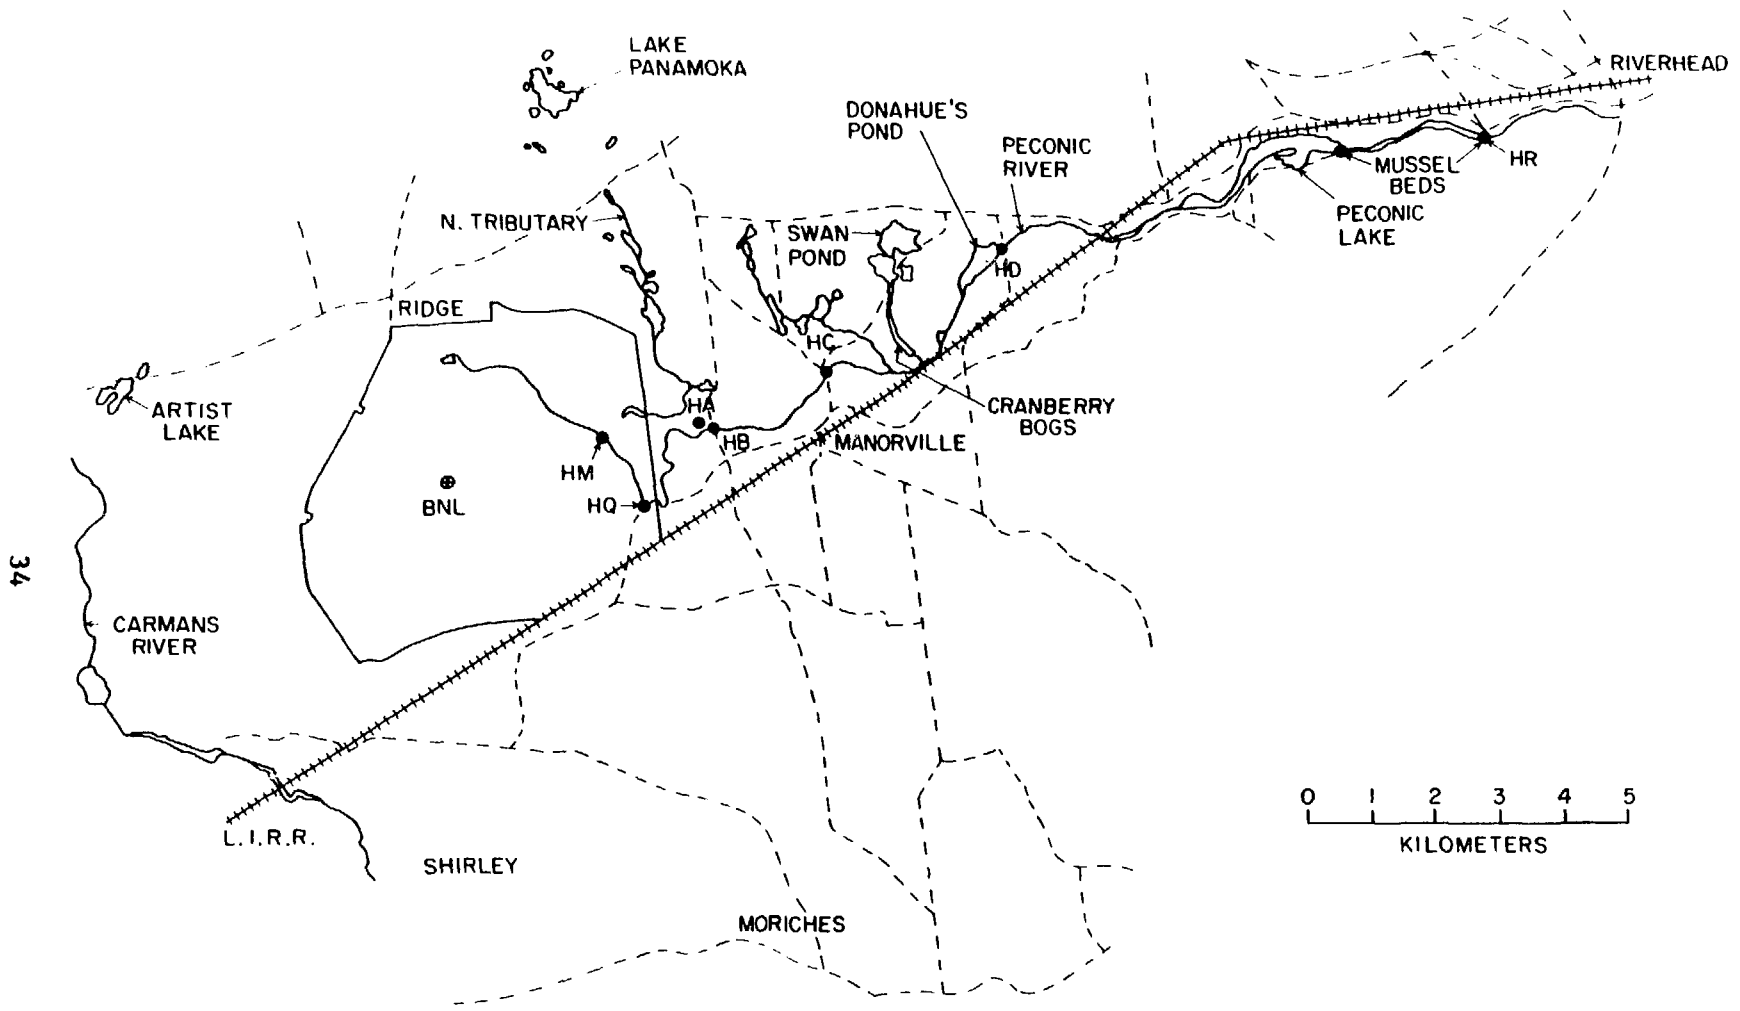 LAKE
PANAMOKA
RIVERHEAD
DONAHUE'S
POND
PECONIC
RIVER
MUSSEL
BEDS
HR
PECONIC
LAKE
N. TRIBUTARY
SWAN
POND
HD
RIDGE
HC
ARTIST
LAKE
HA
HB
CRANBERRY
BOGS
MANORVILLE
HM
BNL
HQ
34
CARMANS
RIVER
0 1 2 3 4 5
KILOMETERS
L.I.R.R.
SHIRLEY
MORICHES